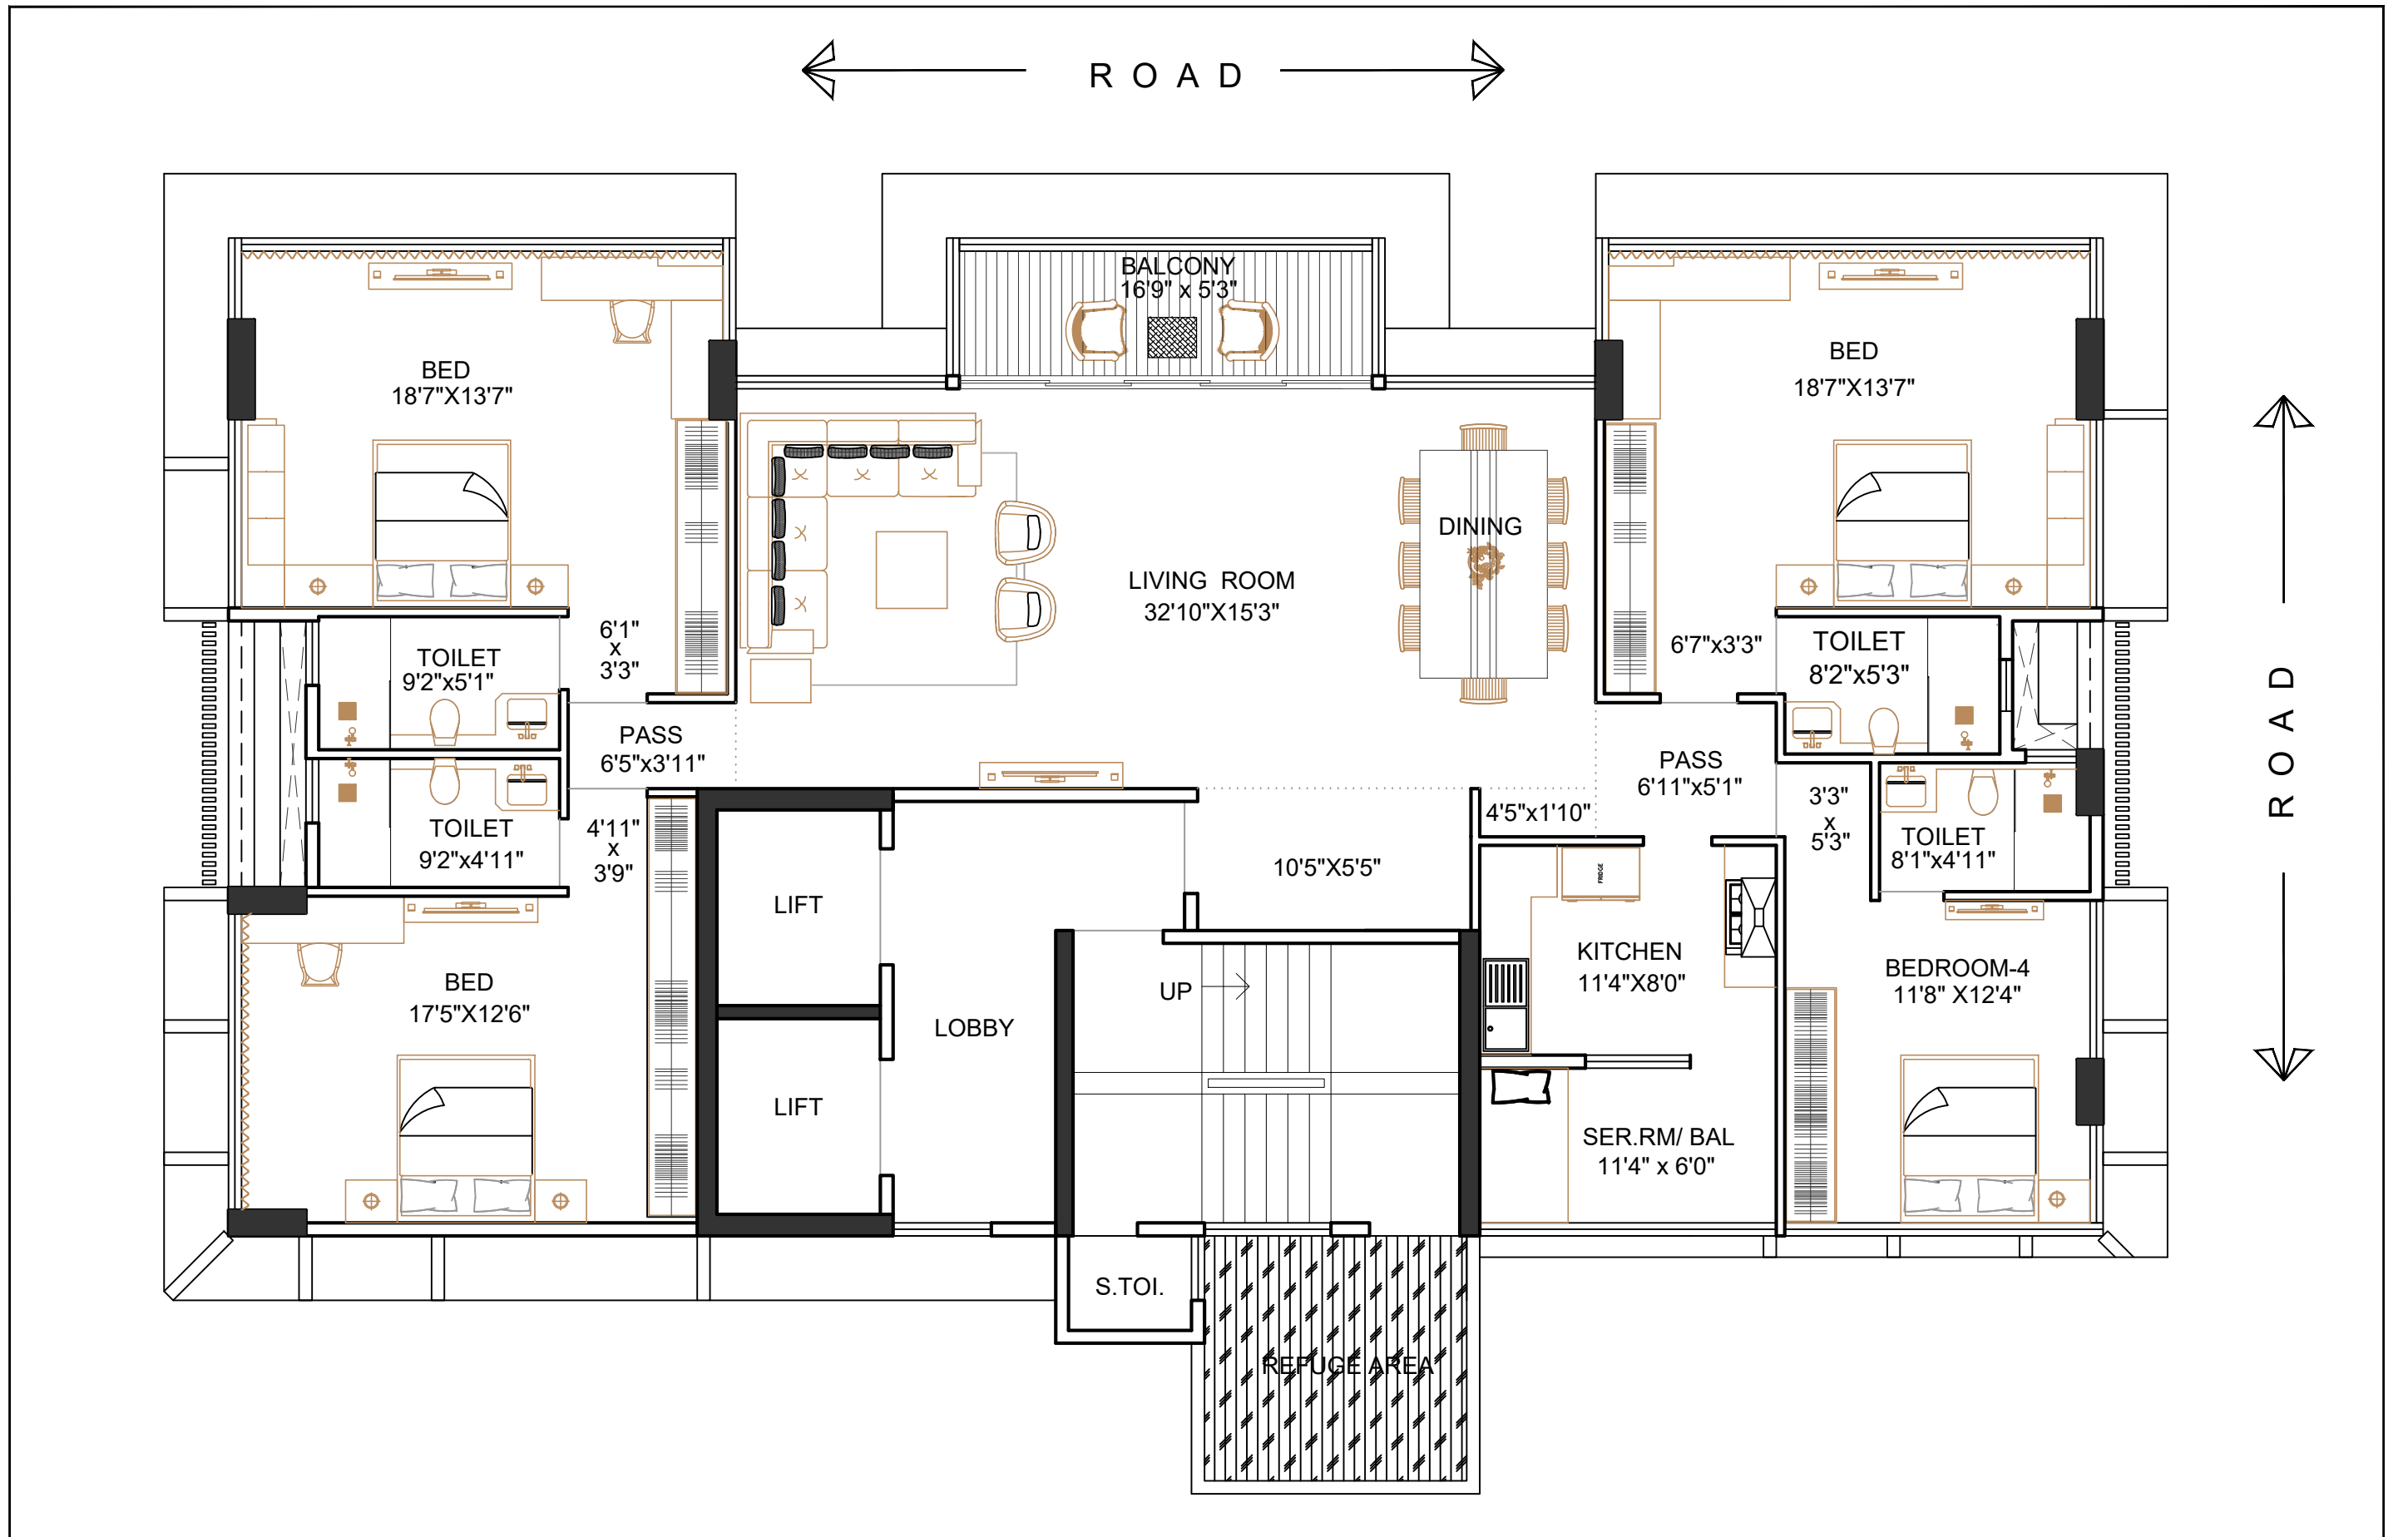 R O A D
BALCONY
16'9" x 5'3"
BED
18'7"X13'7"
BED
18'7"X13'7"
DINING
LIVING ROOM
32'10"X15'3"
6'1"
x
3'3"
TOILET
9'2"x5'1"
6'7"x3'3"
TOILET
8'2"x5'3"
R O A D
PASS
6'5"x3'11"
PASS
6'11"x5'1"
4'5"x1'10"
3'3"
x
5'3"
TOILET
9'2"x4'11"
4'11"
x
3'9"
TOILET
8'1"x4'11"
10'5"X5'5"
FRIDGE
LIFT
KITCHEN
11'4"X8'0"
BEDROOM-4
11'8" X12'4"
BED
17'5"X12'6"
UP
LOBBY
LIFT
SER.RM/ BAL
11'4" x 6'0"
S.TOI.
REFUGE AREA